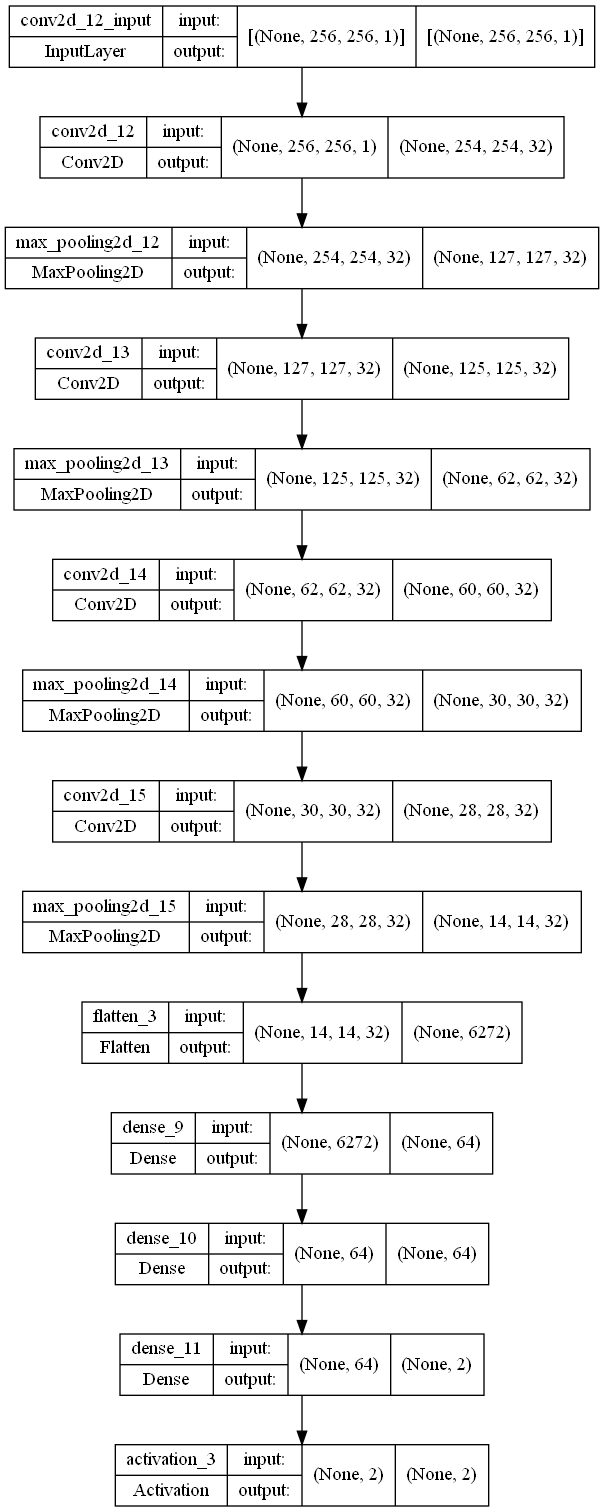 conv2d_12_input input: [(None, 256, 256, 1)] [(None, 256, 256, 1)]
InputLayer output:
conv2d_12 input: (None, 256, 256, 1) (None, 254, 254, 32)
Conv2D output:
max_pooling2d_12 input: (None, 254, 254, 32) (None, 127, 127, 32)
MaxPooling2D output:
conv2d_13 input: (None, 127, 127, 32) (None, 125, 125, 32)
Conv2D output:
max_pooling2d_13 input: (None, 125, 125, 32) (None, 62, 62, 32)
MaxPooling2D output:
conv2d_14 input: (None, 62, 62, 32) (None, 60, 60, 32)
Conv2D output:
max_pooling2d_14 input: (None, 60, 60, 32) (None, 30, 30, 32)
MaxPooling2D output:
conv2d_15 input: (None, 30, 30, 32) (None, 28, 28, 32)
Conv2D output:
max_pooling2d_15 input: (None, 28, 28, 32) (None, 14, 14, 32)
MaxPooling2D output:
flatten_3 input: (None, 14, 14, 32) (None, 6272)
Flatten output:
dense_9 input: (None, 6272) (None, 64)
Dense output:
dense_10 input: (None, 64) (None, 64)
Dense output:
dense_11 input: (None, 64) (None, 2)
Dense output:
activation_3 input: (None, 2) (None, 2)
Activation output: